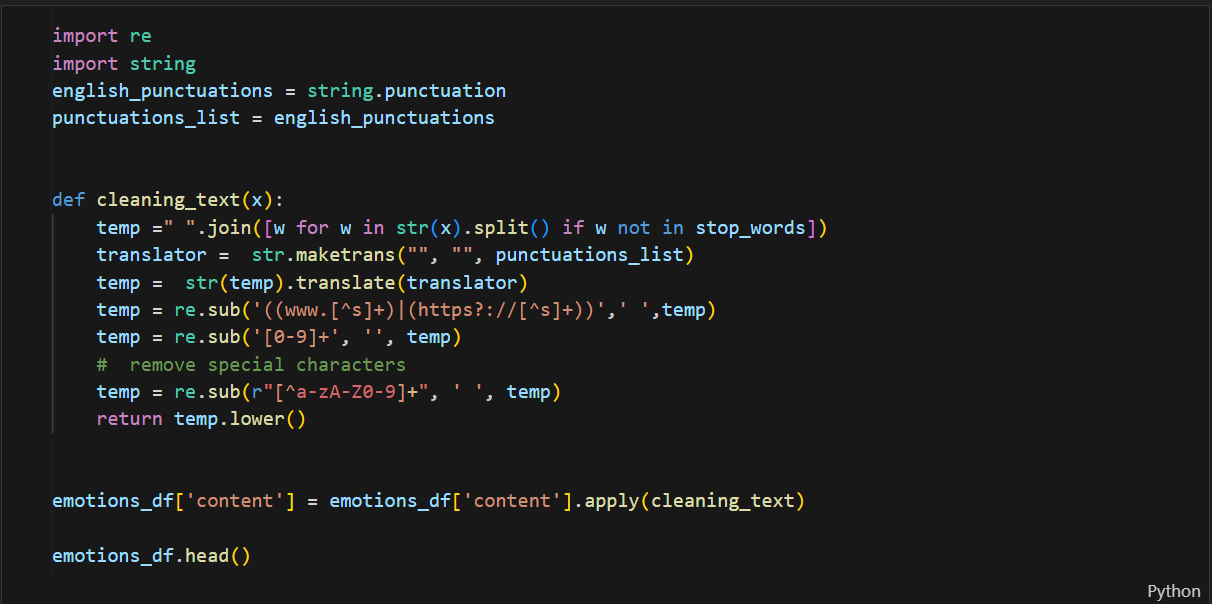 import re
import string
english_punctuations = string.punctuation
punctuations_list = english_punctuations
def cleaning_text(x):
    temp =" ".join([w for w in str(x).split() if w not in stop_words])
    translator =  str.maketrans("", "", punctuations_list)
    temp =  str(temp).translate(translator)
    temp = re.sub('((www.[^s]+)|(https?://[^s]+))',' ',temp)
    temp = re.sub('[0-9]+', '', temp)
    #  remove special characters
    temp = re.sub(r"[^a-zA-Z0-9]+", ' ', temp)
    return temp.lower()
emotions_df['content'] = emotions_df['content'].apply(cleaning_text)
emotions_df.head()
Python